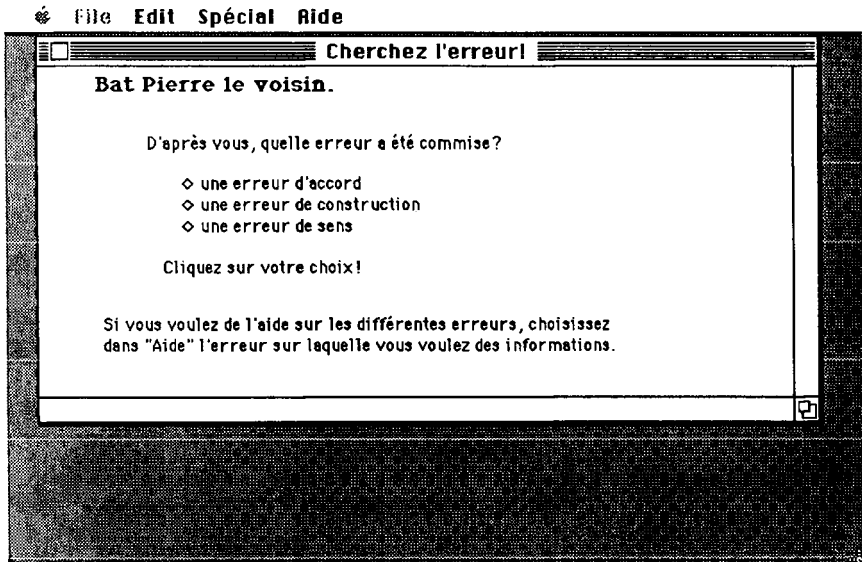 File Edit Spécial Aide
Cherchez l'erreur!
Bat Pierre le voisin.
D'après vous, quelle erreur a été commise?
◇ une erreur d'accord
◇ une erreur de construction
◇ une erreur de sens
Cliquez sur votre choix!
Si vous voulez de l'aide sur les différentes erreurs, choisissez
dans "Aide" l'erreur sur laquelle vous voulez des informations.